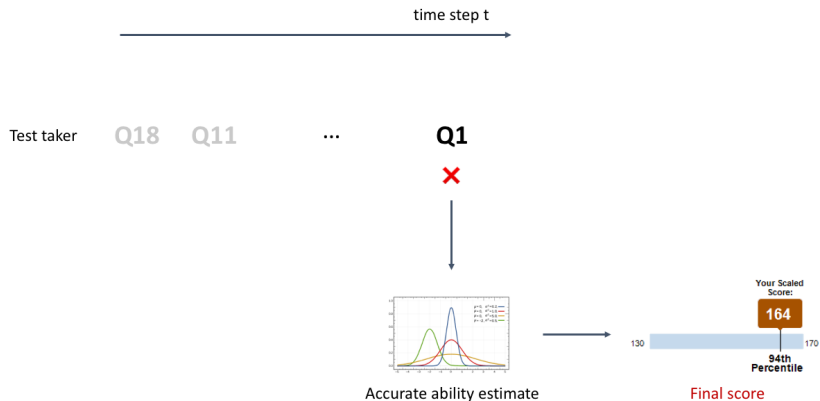 time step t
Test taker Q18 Q11 ... Q1
Your Scaled
Score:
164
130 170
94th
Percentile
Accurate ability estimate
Final score